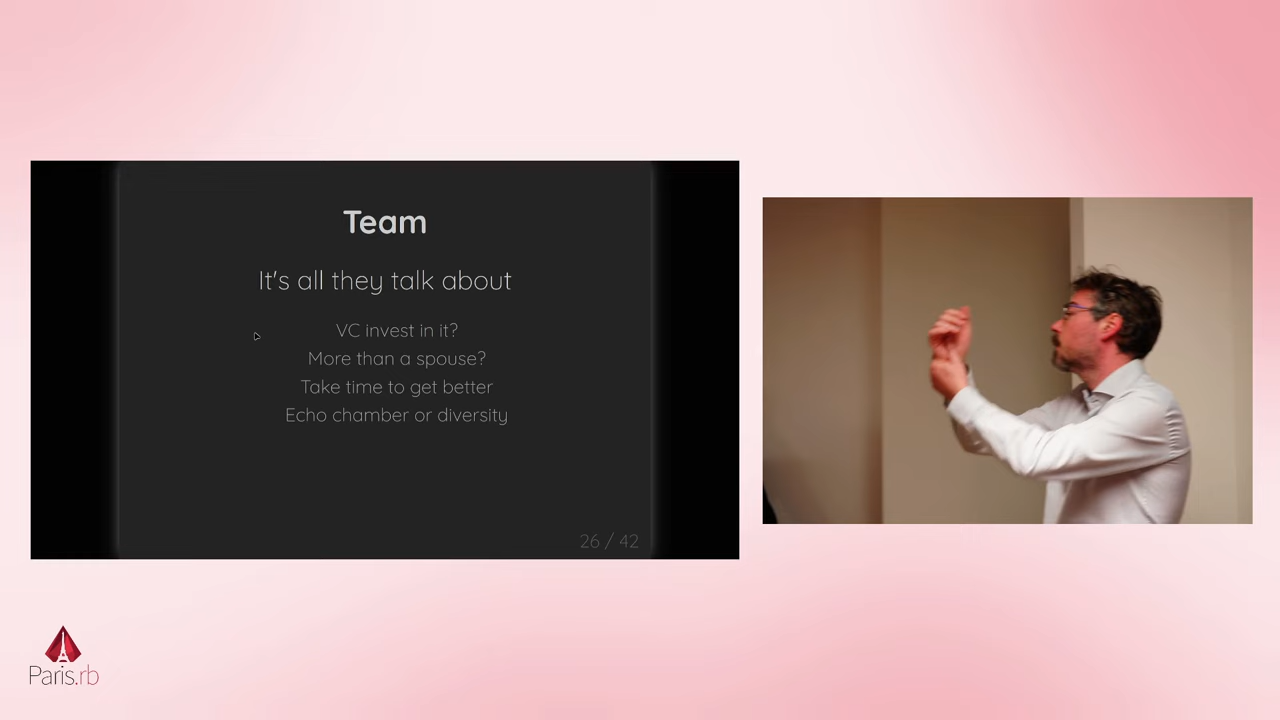 Team
It's all they talk about
VC invest in it?
More than a spouse?
Take time to get better
Echo chamber or diversity
26 / 42
Paris.rb